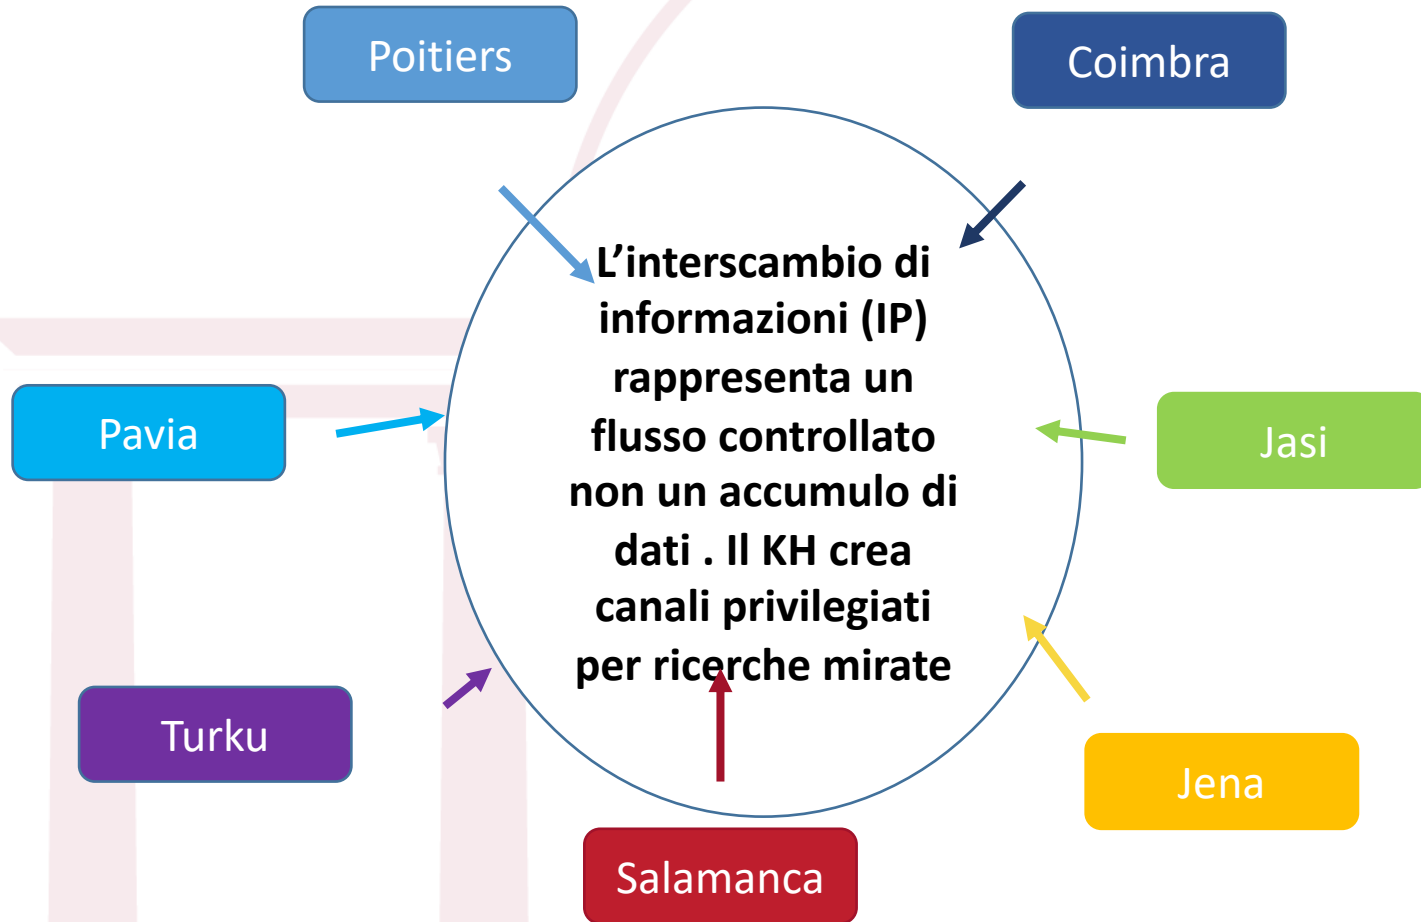 Poitiers
Coimbra
L’interscambio di
informazioni (IP)
rappresenta un
flusso controllato
non un accumulo di
dati . Il KH crea
canali privilegiati
per ricerche mirate
Pavia
Jasi
Turku
Jena
Salamanca